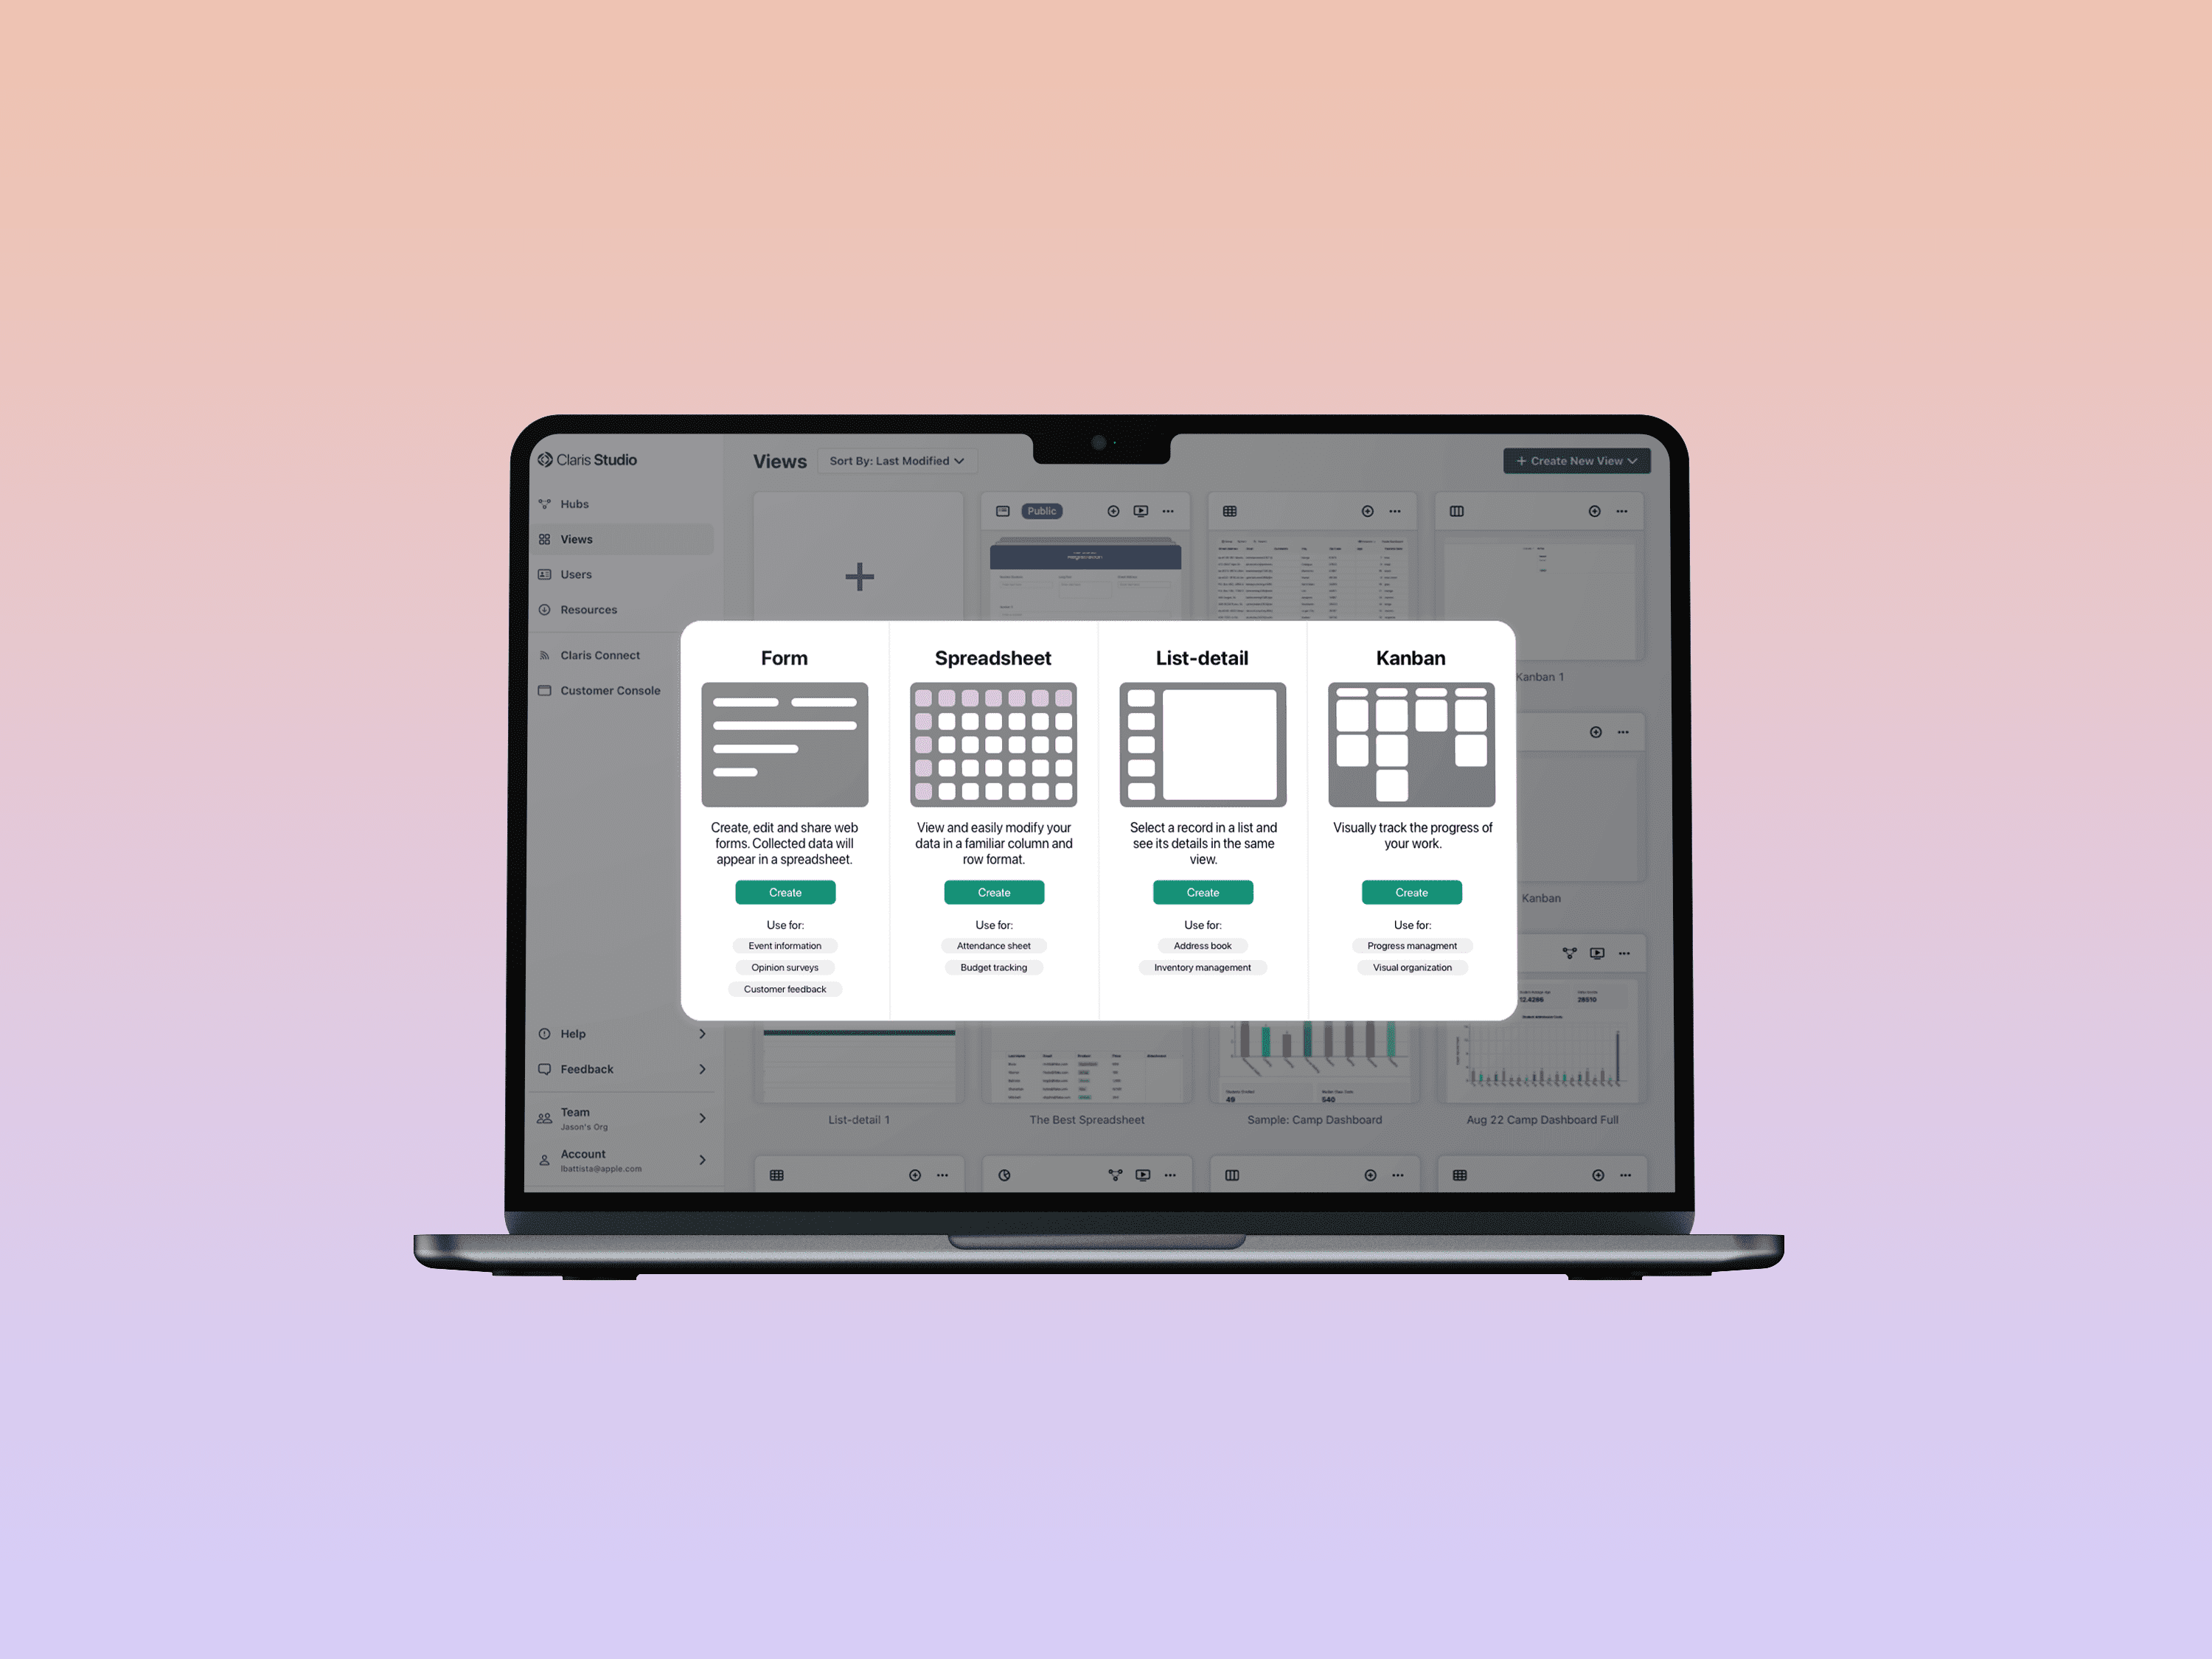 Claris Studio
Hubs
Views
Users
Resources
Claris Connect
Customer Console
Help
Feedback
Team
Jason's Org
Account
lbattista@apple.com
Views
Sort By: Last Modified
+ Create New View
Public
Kanban 1
Kanban
Form
Create, edit and share web
forms. Collected data will
appear in a spreadsheet.
Create
Use for:
Event information
Opinion surveys
Customer feedback
Spreadsheet
View and easily modify your
data in a familiar column and
row format.
Create
Use for:
Attendance sheet
Budget tracking
List-detail
Select a record in a list and
see its details in the same
view.
Create
Use for:
Address book
Inventory management
Kanban
Visually track the progress of
your work.
Create
Use for:
Progress managment
Visual organization
12.4286
28510
49
540
List-detail 1
The Best Spreadsheet
Sample: Camp Dashboard
Aug 22 Camp Dashboard Full